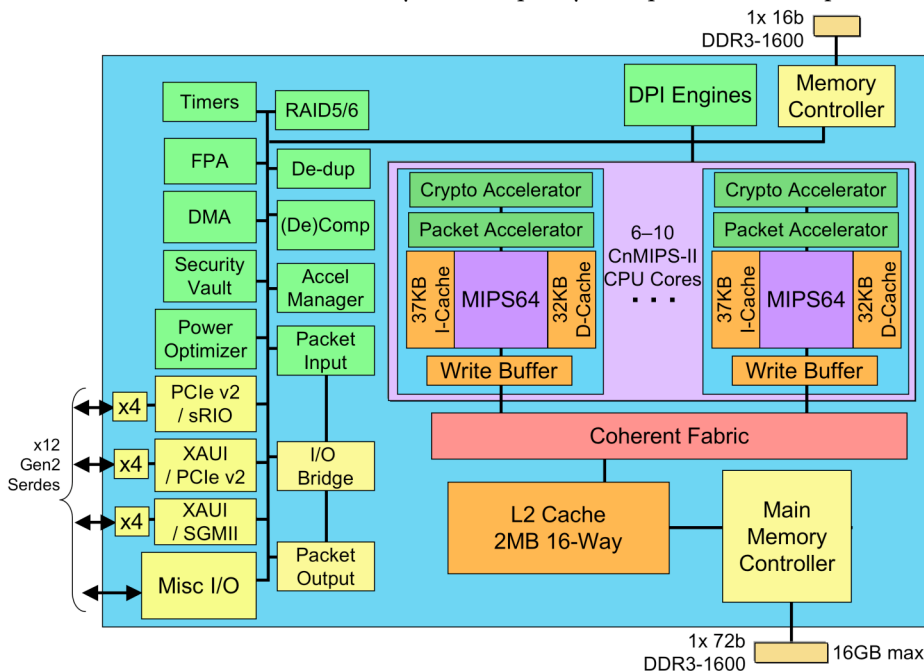 1x 16b
DDR3-1600
Timers
RAID5/6
DPI Engines
Memory
Controller
FPA
De-dup
DMA
(De)Comp
Security
Vault
Accel
Manager
Power
Optimizer
Packet
Input
Crypto Accelerator
Packet Accelerator
37KB
I-Cache
MIPS64
32KB
D-Cache
Write Buffer
6–10
CnMIPS-II
CPU Cores
. . .
Crypto Accelerator
Packet Accelerator
37KB
I-Cache
MIPS64
32KB
D-Cache
Write Buffer
x12
Gen2
Serdes
x4
PCIe v2
/ sRIO
x4
XAUI
/ PCIe v2
I/O
Bridge
x4
XAUI
/ SGMII
Misc I/O
Packet
Output
Coherent Fabric
L2 Cache
2MB 16-Way
Main
Memory
Controller
1x 72b
DDR3-1600
16GB max